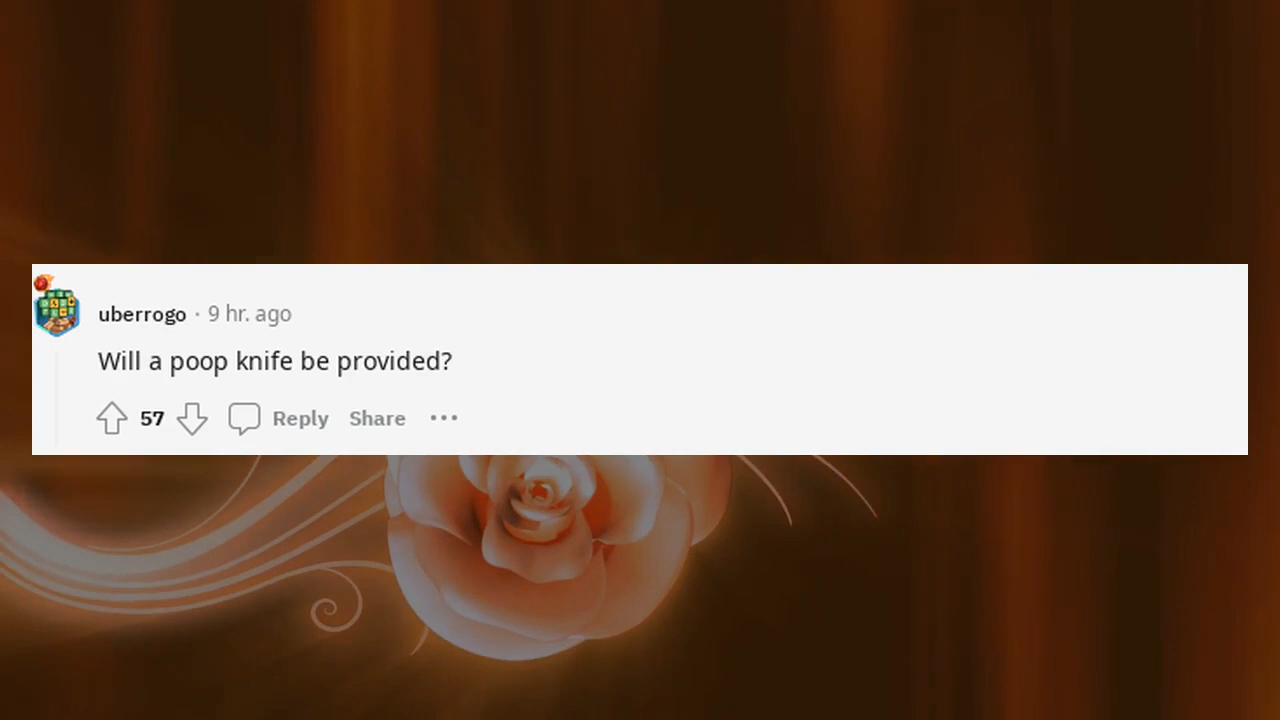 uberrogo · 9 hr. ago
Will a poop knife be provided?
57 Reply Share ···